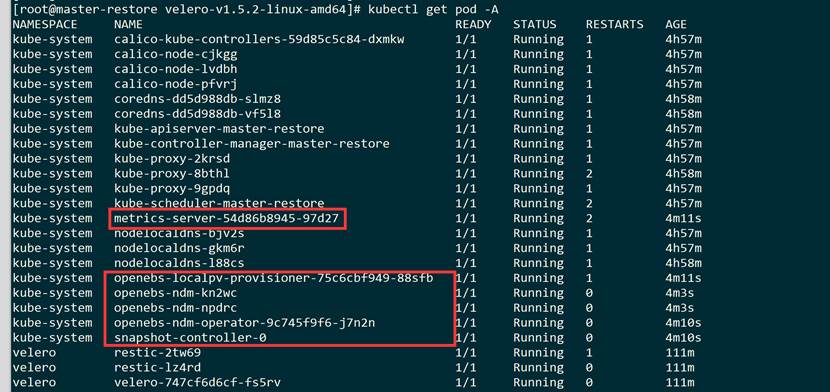 [root@master-restore velero-v1.5.2-linux-amd64]# kubectl get pod -A
NAMESPACE NAME READY STATUS RESTARTS AGE
kube-system calico-kube-controllers-59d85c5c84-dxmkw 1/1 Running 1 4h57m
kube-system calico-node-cjkgg 1/1 Running 1 4h57m
kube-system calico-node-lvdbh 1/1 Running 1 4h57m
kube-system calico-node-pfvrj 1/1 Running 1 4h57m
kube-system coredns-dd5d988db-slmz8 1/1 Running 1 4h58m
kube-system coredns-dd5d988db-vf5l8 1/1 Running 1 4h58m
kube-system kube-apiserver-master-restore 1/1 Running 1 4h57m
kube-system kube-controller-manager-master-restore 1/1 Running 1 4h57m
kube-system kube-proxy-2krsd 1/1 Running 1 4h57m
kube-system kube-proxy-8bthl 1/1 Running 2 4h58m
kube-system kube-proxy-9gpdq 1/1 Running 1 4h57m
kube-system kube-scheduler-master-restore 1/1 Running 2 4h57m
kube-system metrics-server-54d86b8945-97d27 1/1 Running 2 4m11s
kube-system nodelocaldns-bjv2s 1/1 Running 1 4h57m
kube-system nodelocaldns-gkm6r 1/1 Running 1 4h57m
kube-system nodelocaldns-l88cs 1/1 Running 1 4h58m
kube-system openebs-localpv-provisioner-75c6cbf949-88sfb 1/1 Running 1 4m11s
kube-system openebs-ndm-kn2wc 1/1 Running 0 4m3s
kube-system openebs-ndm-npdrc 1/1 Running 0 4m3s
kube-system openebs-ndm-operator-9c745f9f6-j7n2n 1/1 Running 0 4m10s
kube-system snapshot-controller-0 1/1 Running 0 4m10s
velero restic-2tw69 1/1 Running 1 111m
velero restic-lz4rd 1/1 Running 0 111m
velero velero-747cf6d6cf-fs5rv 1/1 Running 0 111m